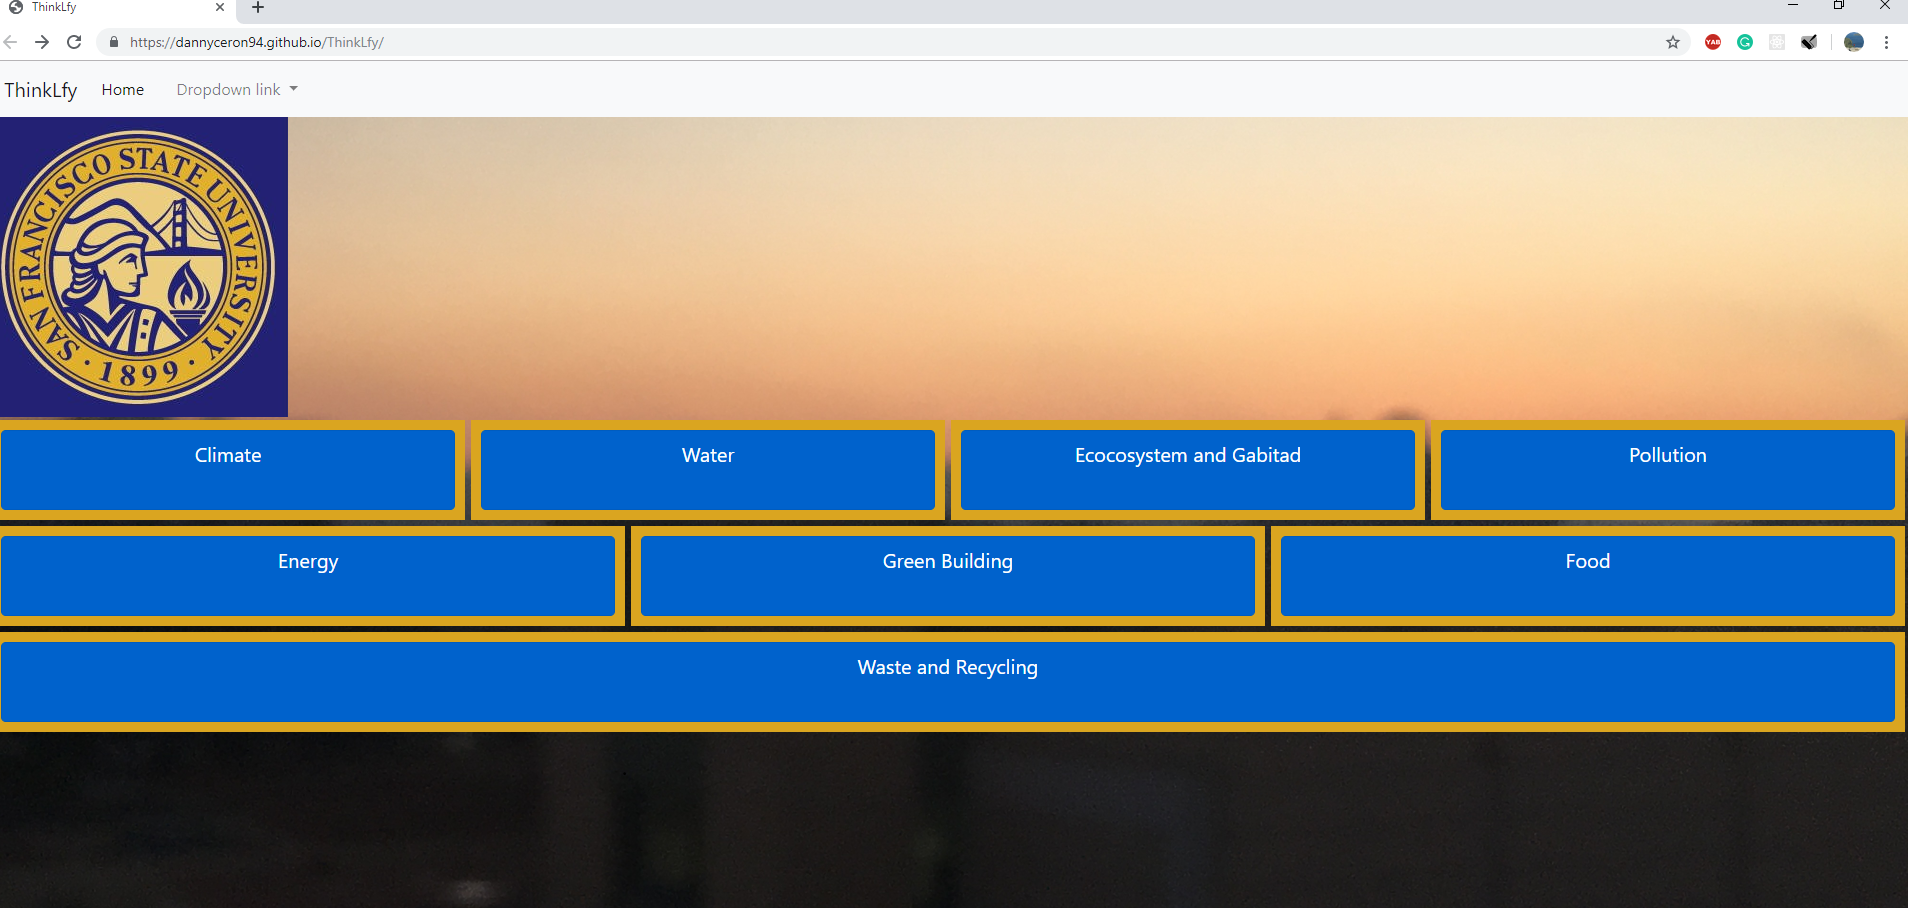 ThinkLfy
https://dannyceron94.github.io/ThinkLfy/
YAB
ThinkLfy Home Dropdown link
SAN FRANCISCO STATE UNIVERSITY
· 1899 ·
Climate Water Ecocosystem and Gabitad Pollution
Energy Green Building Food
Waste and Recycling